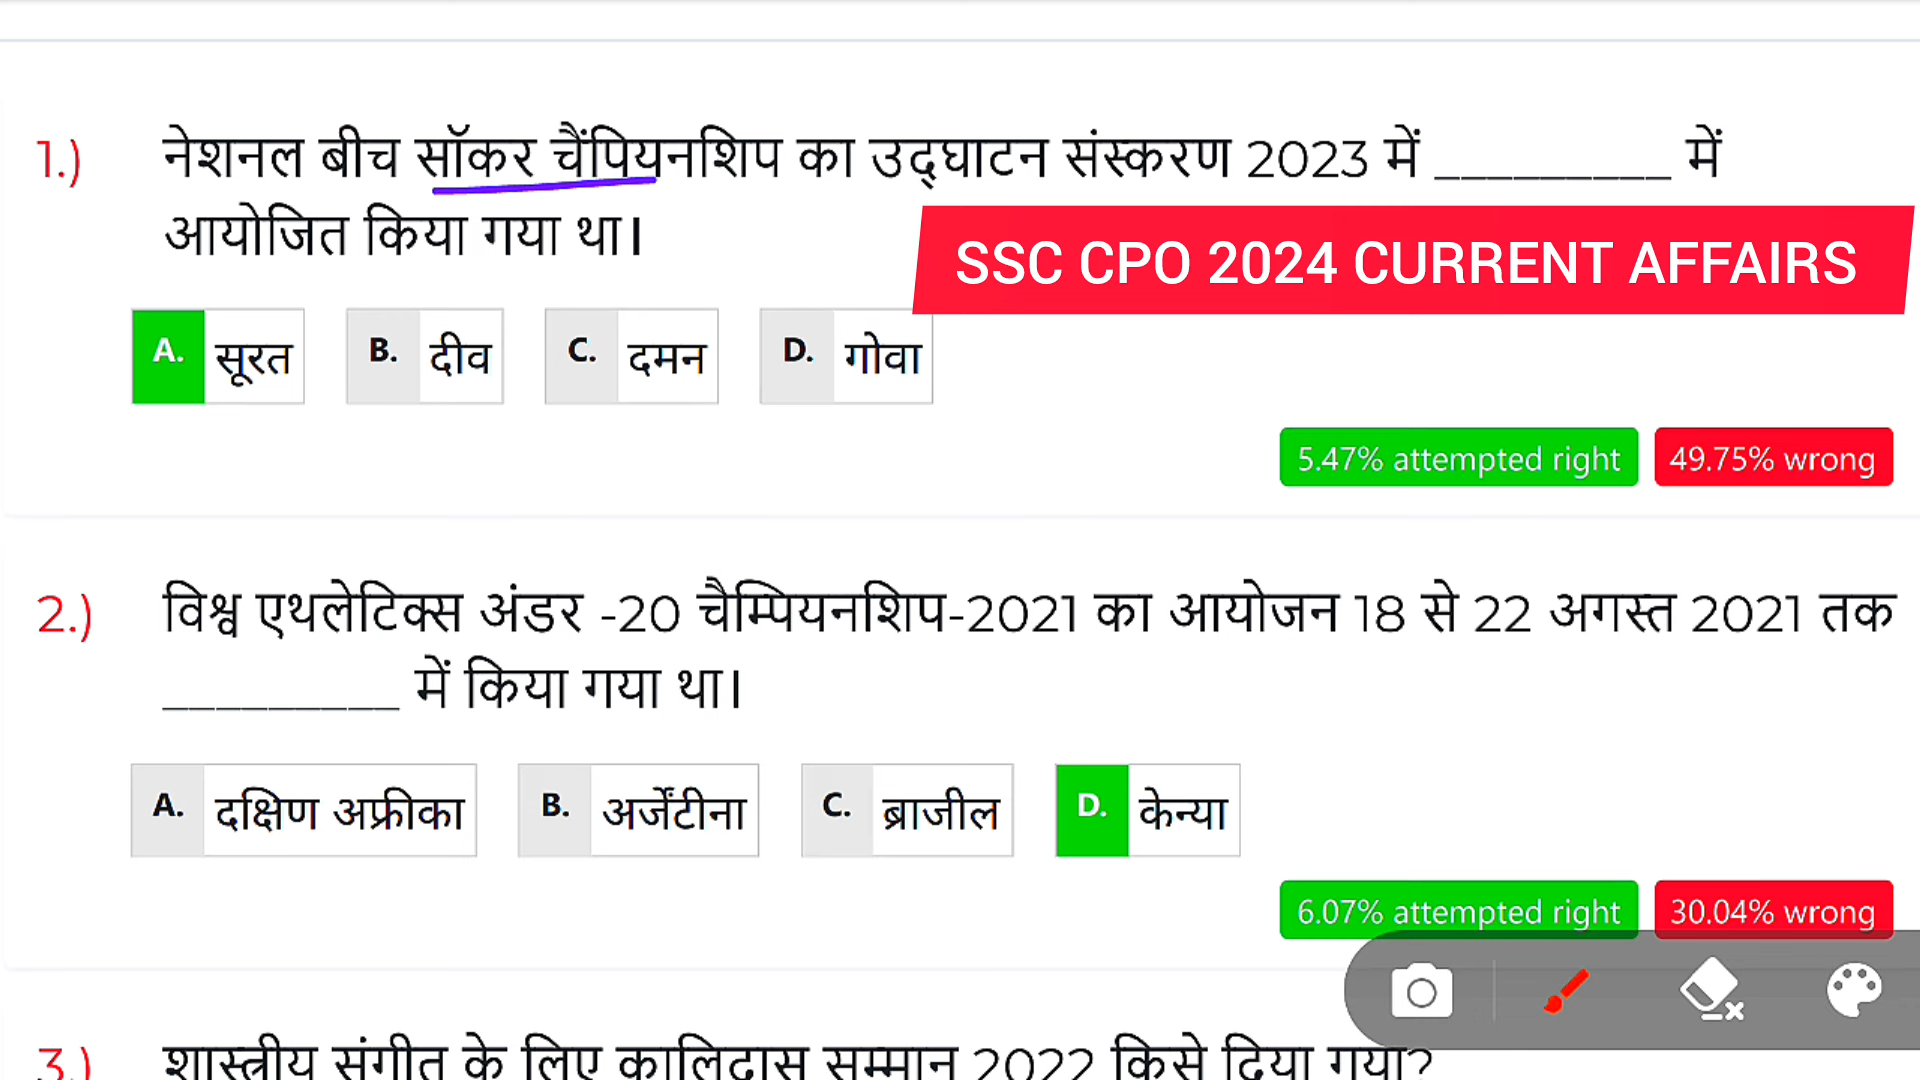 1.) नेशनल बीच सॉकर चैंपियनशिप का उद्घाटन संस्करण 2023 में _________ में
आयोजित किया गया था।
SSC CPO 2024 CURRENT AFFAIRS
A. सूरत B. दीव C. दमन D. गोवा
5.47% attempted right 49.75% wrong
2.) विश्व एथलेटिक्स अंडर -20 चैम्पियनशिप-2021 का आयोजन 18 से 22 अगस्त 2021 तक
_________ में किया गया था।
A. दक्षिण अफ्रीका B. अर्जेंटीना C. ब्राजील D. केन्या
6.07% attempted right 30.04% wrong
3.) शास्त्रीय संगीत के लिए कालिदास सम्मान 2022 किसे दिया गया?